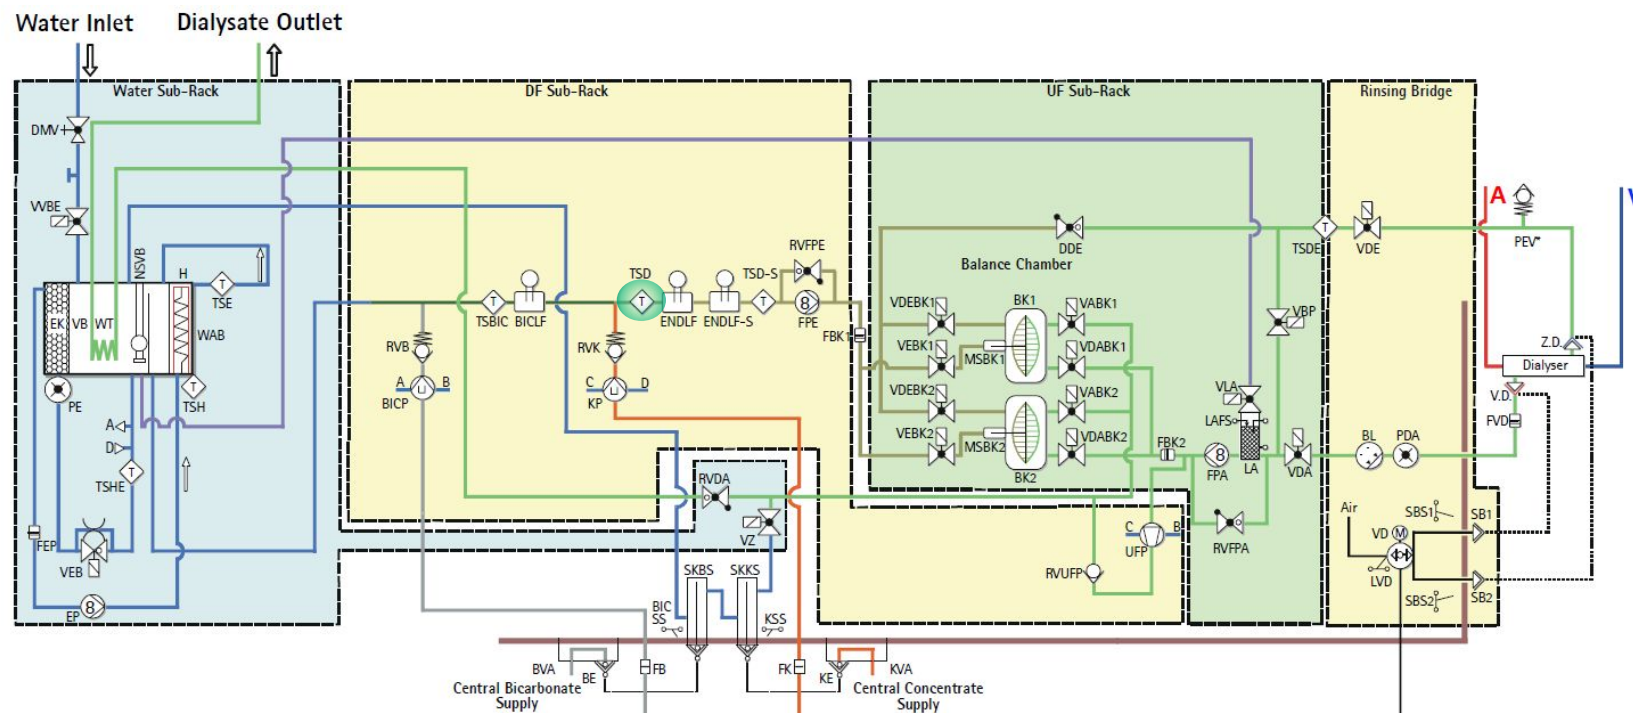 Water Inlet
Dialysate Outlet
Water Sub-Rack
DF Sub-Rack
UF Sub-Rack
Rinsing Bridge
DMV
VVBE
NSVB
H
TSE
EK
VB
WT
WAB
PE
TSH
A
D
TSHE
FEP
VEB
EP
8
T
T
T
TSBIC
T
BICLF
TSD
T
ENDLF
ENDLF-S
TSD-S
T
RVFPE
8
FPE
FBK1
RVB
A
B
BICP
RVK
C
D
KP
RVDA
VZ
DDE
Balance Chamber
VDEBK1
BK1
VABK1
VEBK1
MSBK1
VDABK1
VDEBK2
VABK2
VEBK2
MSBK2
BK2
VDABK2
FBK2
8
FPA
VLA
LAFS
LA
VBP
TSDE
T
VDE
VDA
RVFPA
C
B
UFP
RVUFP
A
V
PEV"
Z.D.
Dialyser
V.D.
FVD
BL
PDA
Air
SBS1
SB1
VD
M
LVD
SBS2
SB2
SKBS
SKKS
BIC
SS
KSS
BVA
BE
FB
FK
KE
KVA
Central Bicarbonate
Supply
Central Concentrate
Supply